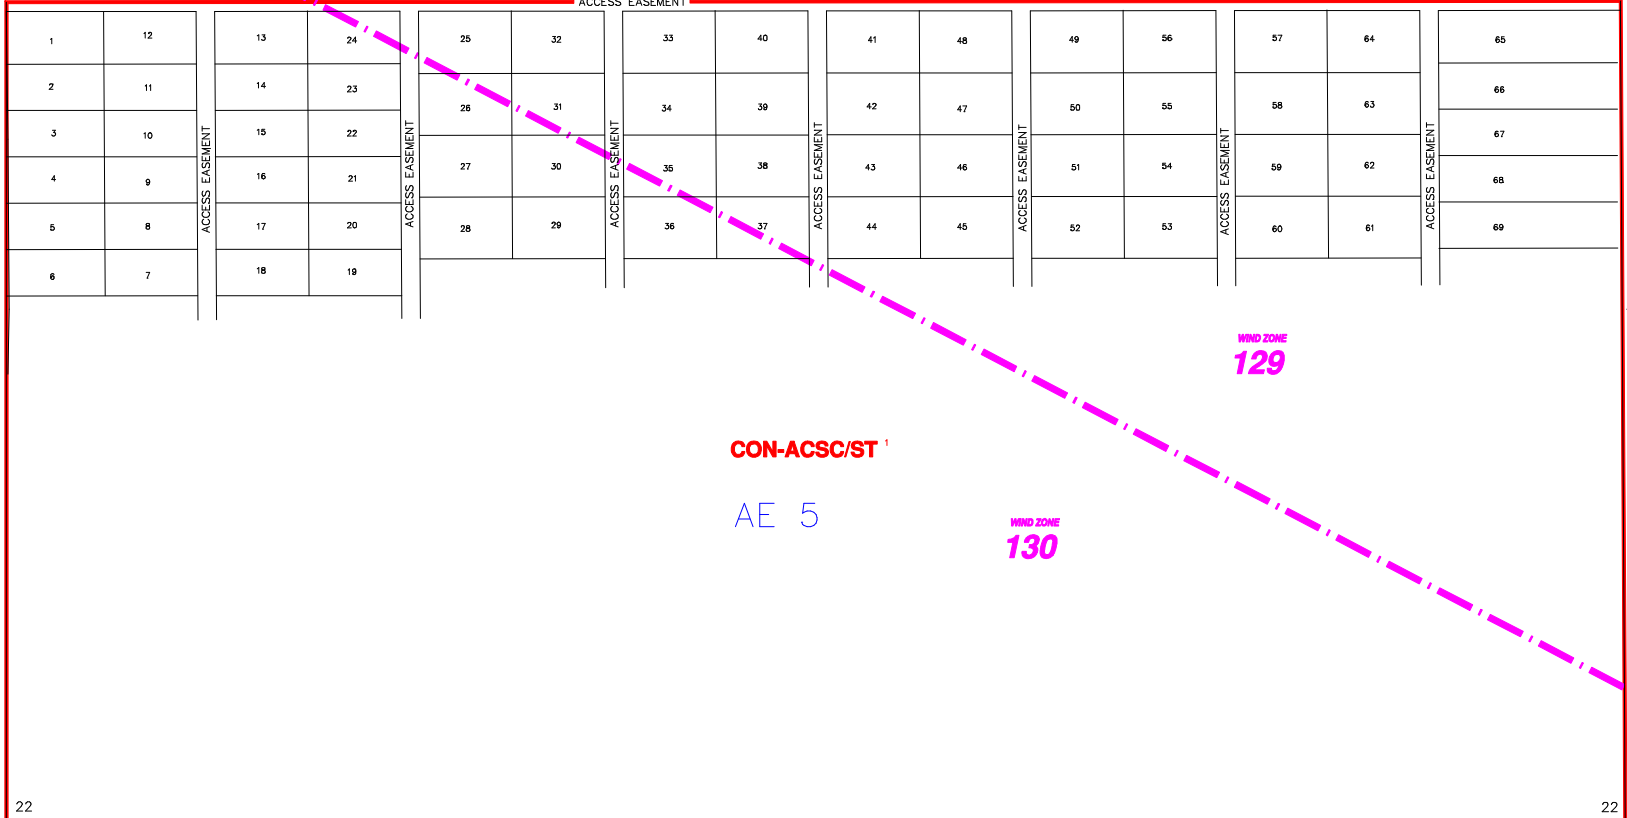 ACCESS EASEMENT
1 12 13 24 25 32 33 40 41 48 49 56 57 64 65
2 11 14 23 26 31 34 39 42 47 50 55 58 63 66
3 10 15 22 27 30 35 38 43 46 51 54 59 62 67
4 9 16 21 28 29 36 37 44 45 52 53 60 61 68
5 8 17 20 69
6 7 18 19
ACCESS EASEMENT
ACCESS EASEMENT
ACCESS EASEMENT
ACCESS EASEMENT
ACCESS EASEMENT
ACCESS EASEMENT
ACCESS EASEMENT
WIND ZONE
129
CON-ACSC/ST 1
AE 5
WIND ZONE
130
22 22